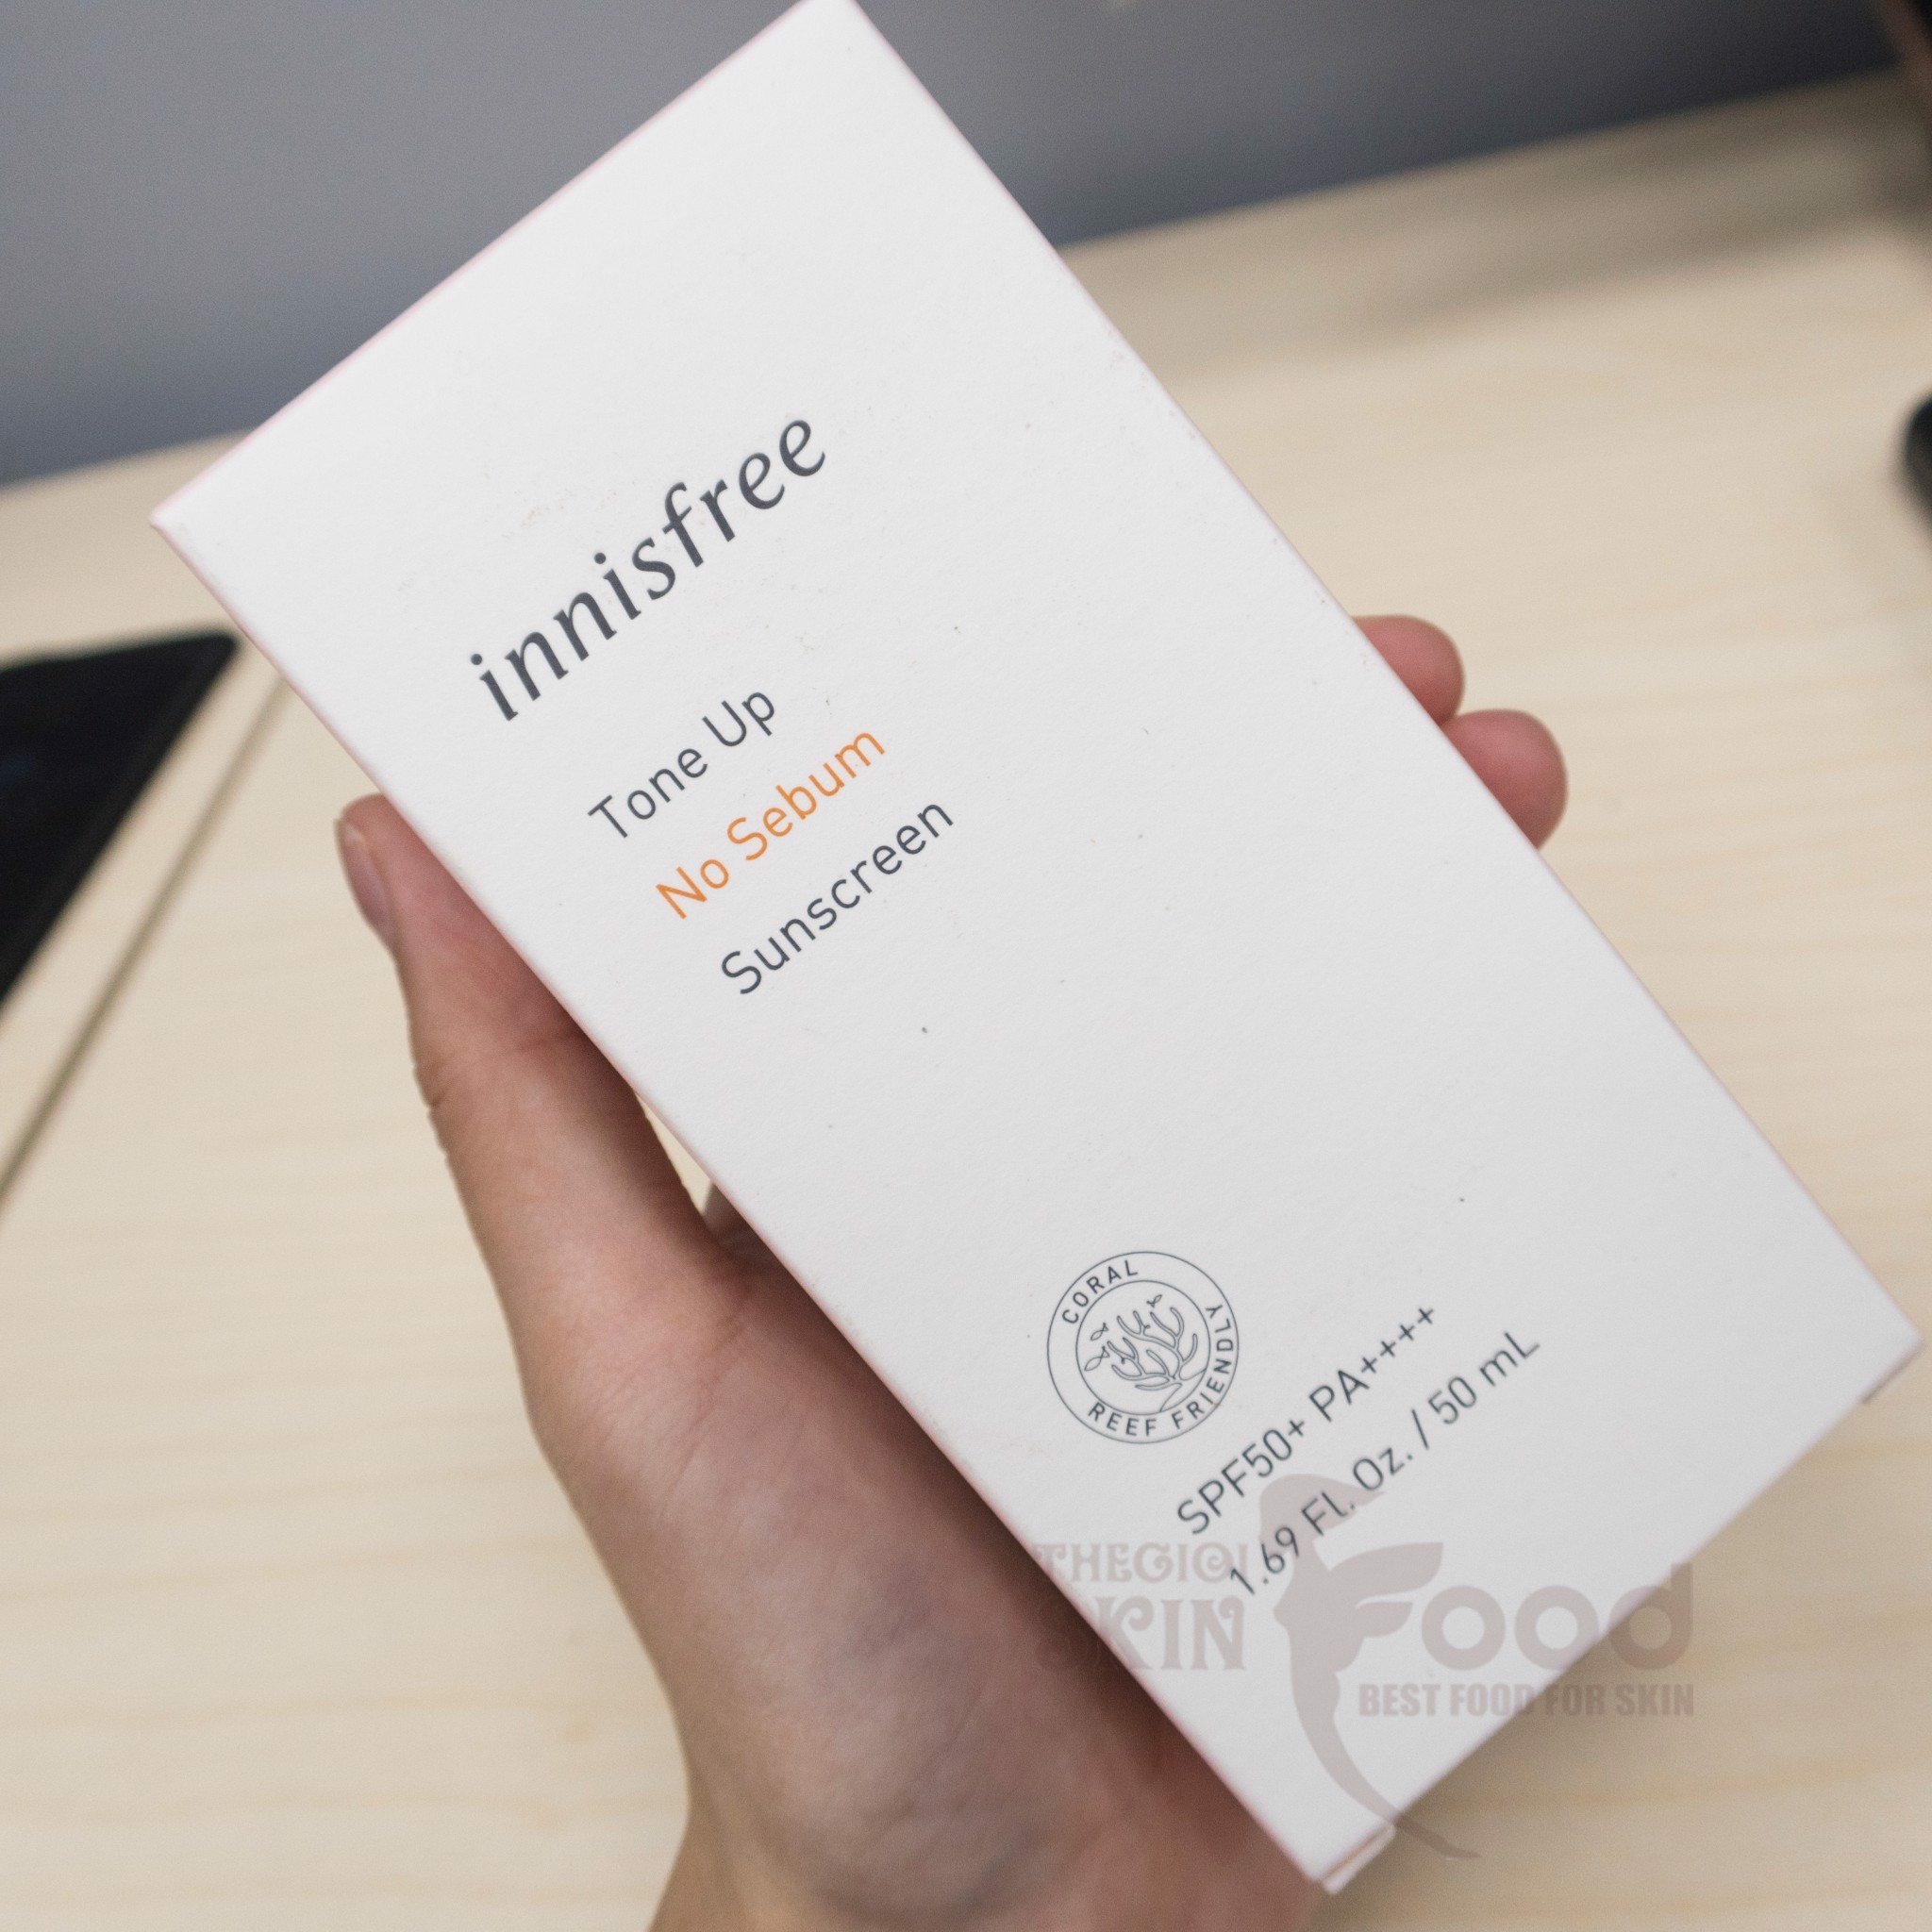 innisfree
Tone Up
No Sebum
Sunscreen
CORAL
REEF FRIENDLY
SPF50+ PA++++
1.69 Fl. Oz. / 50 mL
THEGIOI
SKIN Food
BEST FOOD FOR SKIN